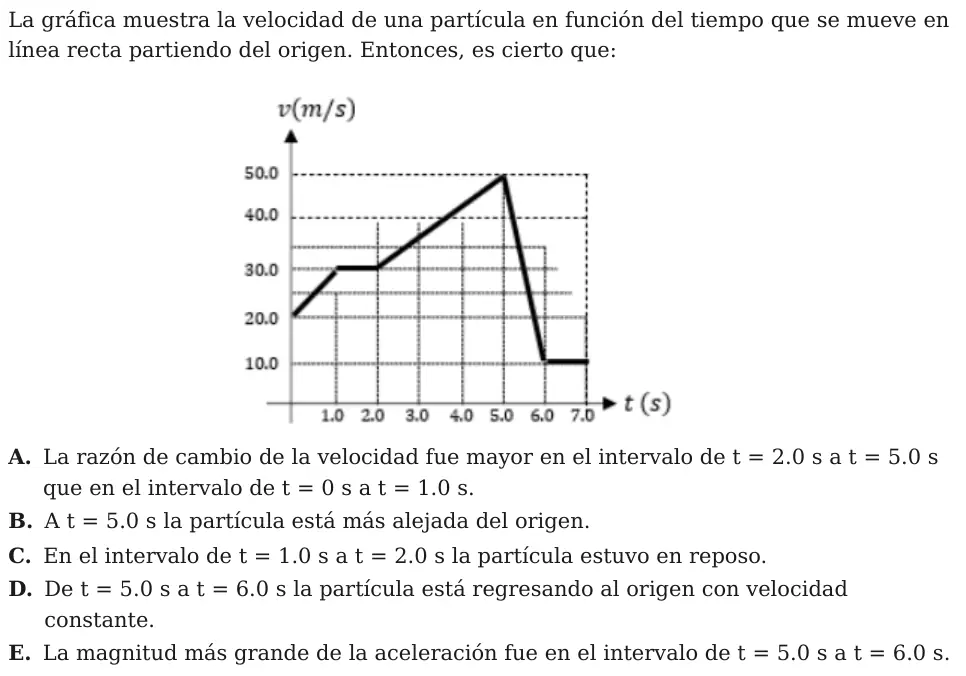 La gráfica muestra la velocidad de una partícula en función del tiempo que se mueve en
línea recta partiendo del origen. Entonces, es cierto que:
v(m/s)
50.0
40.0
30.0
20.0
10.0
1.0 2.0 3.0 4.0 5.0 6.0 7.0 t (s)
A. La razón de cambio de la velocidad fue mayor en el intervalo de t = 2.0 s a t = 5.0 s
que en el intervalo de t = 0 s a t = 1.0 s.
B. A t = 5.0 s la partícula está más alejada del origen.
C. En el intervalo de t = 1.0 s a t = 2.0 s la partícula estuvo en reposo.
D. De t = 5.0 s a t = 6.0 s la partícula está regresando al origen con velocidad
constante.
E. La magnitud más grande de la aceleración fue en el intervalo de t = 5.0 s a t = 6.0 s.